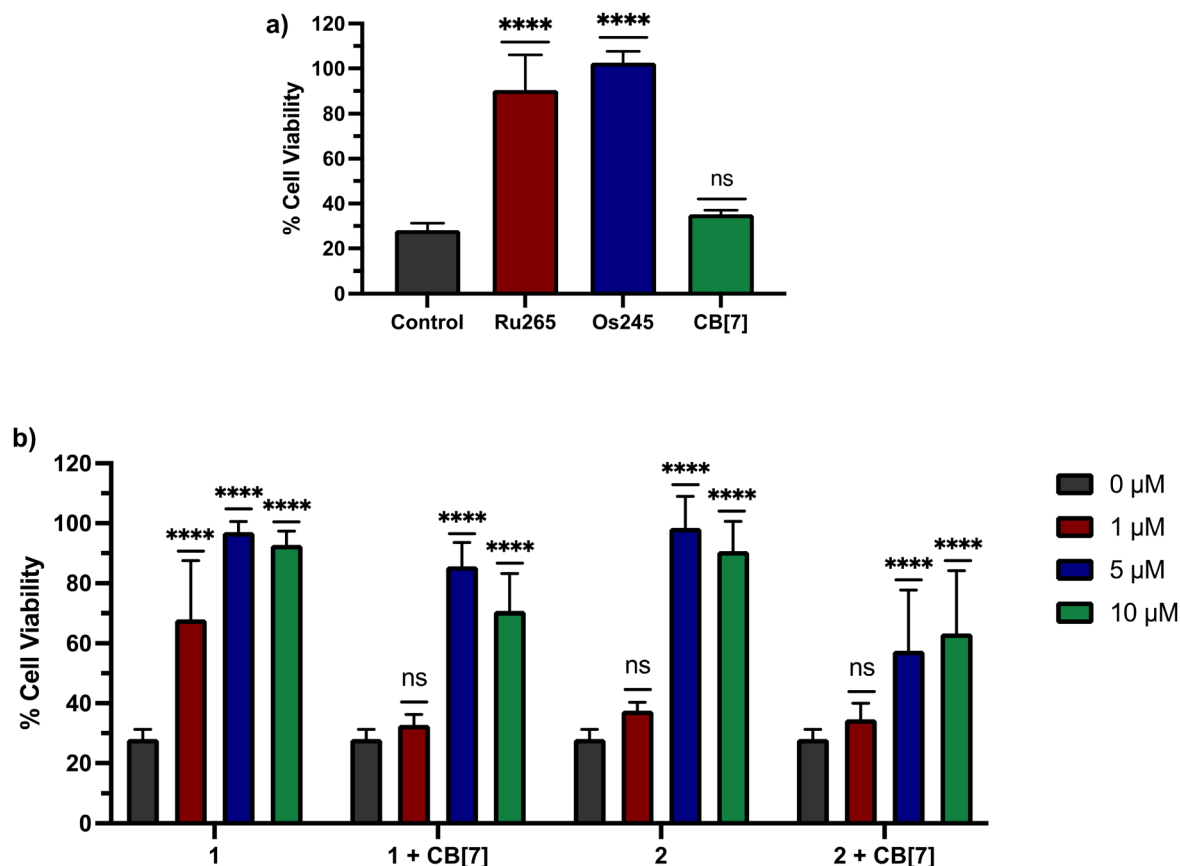 a)
% Cell Viability
120
100
80
60
40
20
0
****
****
ns
Control Ru265 Os245 CB[7]
b)
% Cell Viability
120
100
80
60
40
20
0
**** **** ****
ns **** ****
ns **** ****
ns **** ****
1 1 + CB[7] 2 2 + CB[7]
0 µM
1 µM
5 µM
10 µM